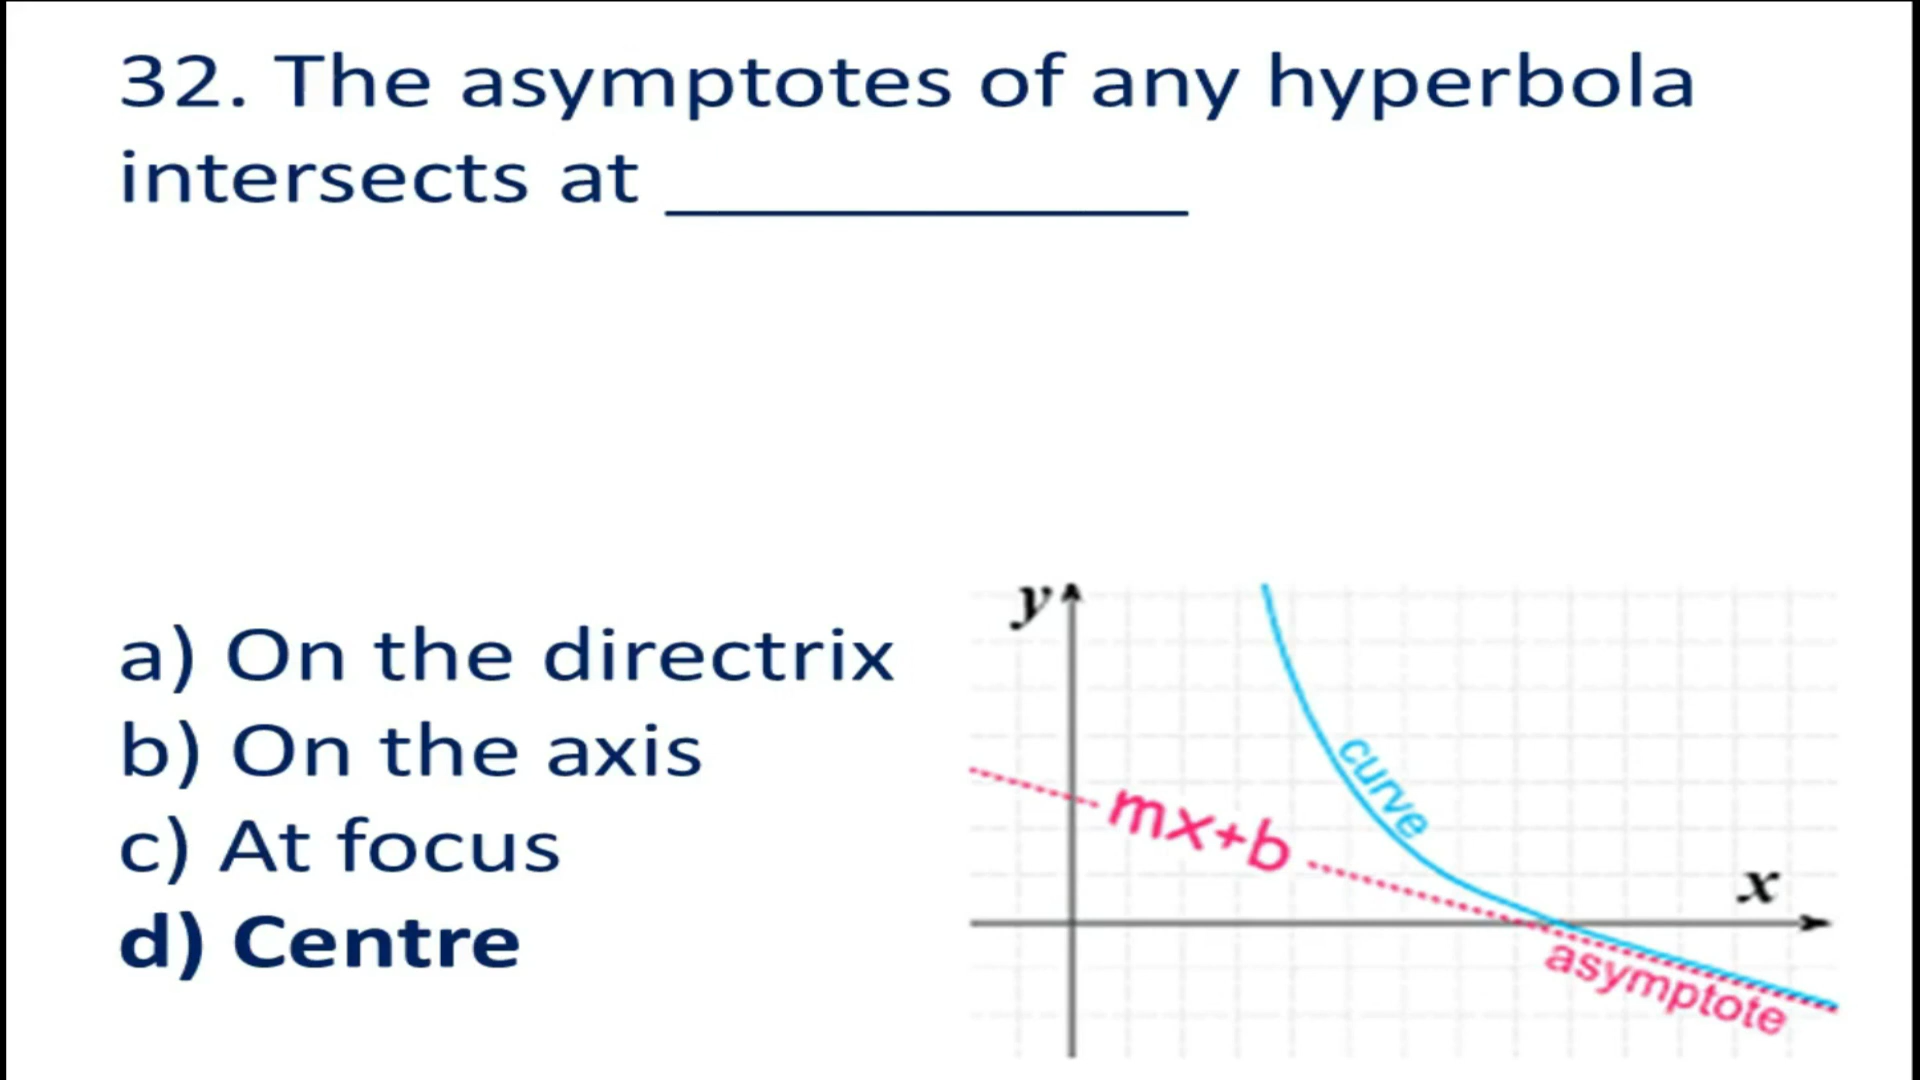 32. The asymptotes of any hyperbola
intersects at ______________
a) On the directrix
b) On the axis
c) At focus
d) Centre
y
curve
mx+b
x
asymptote